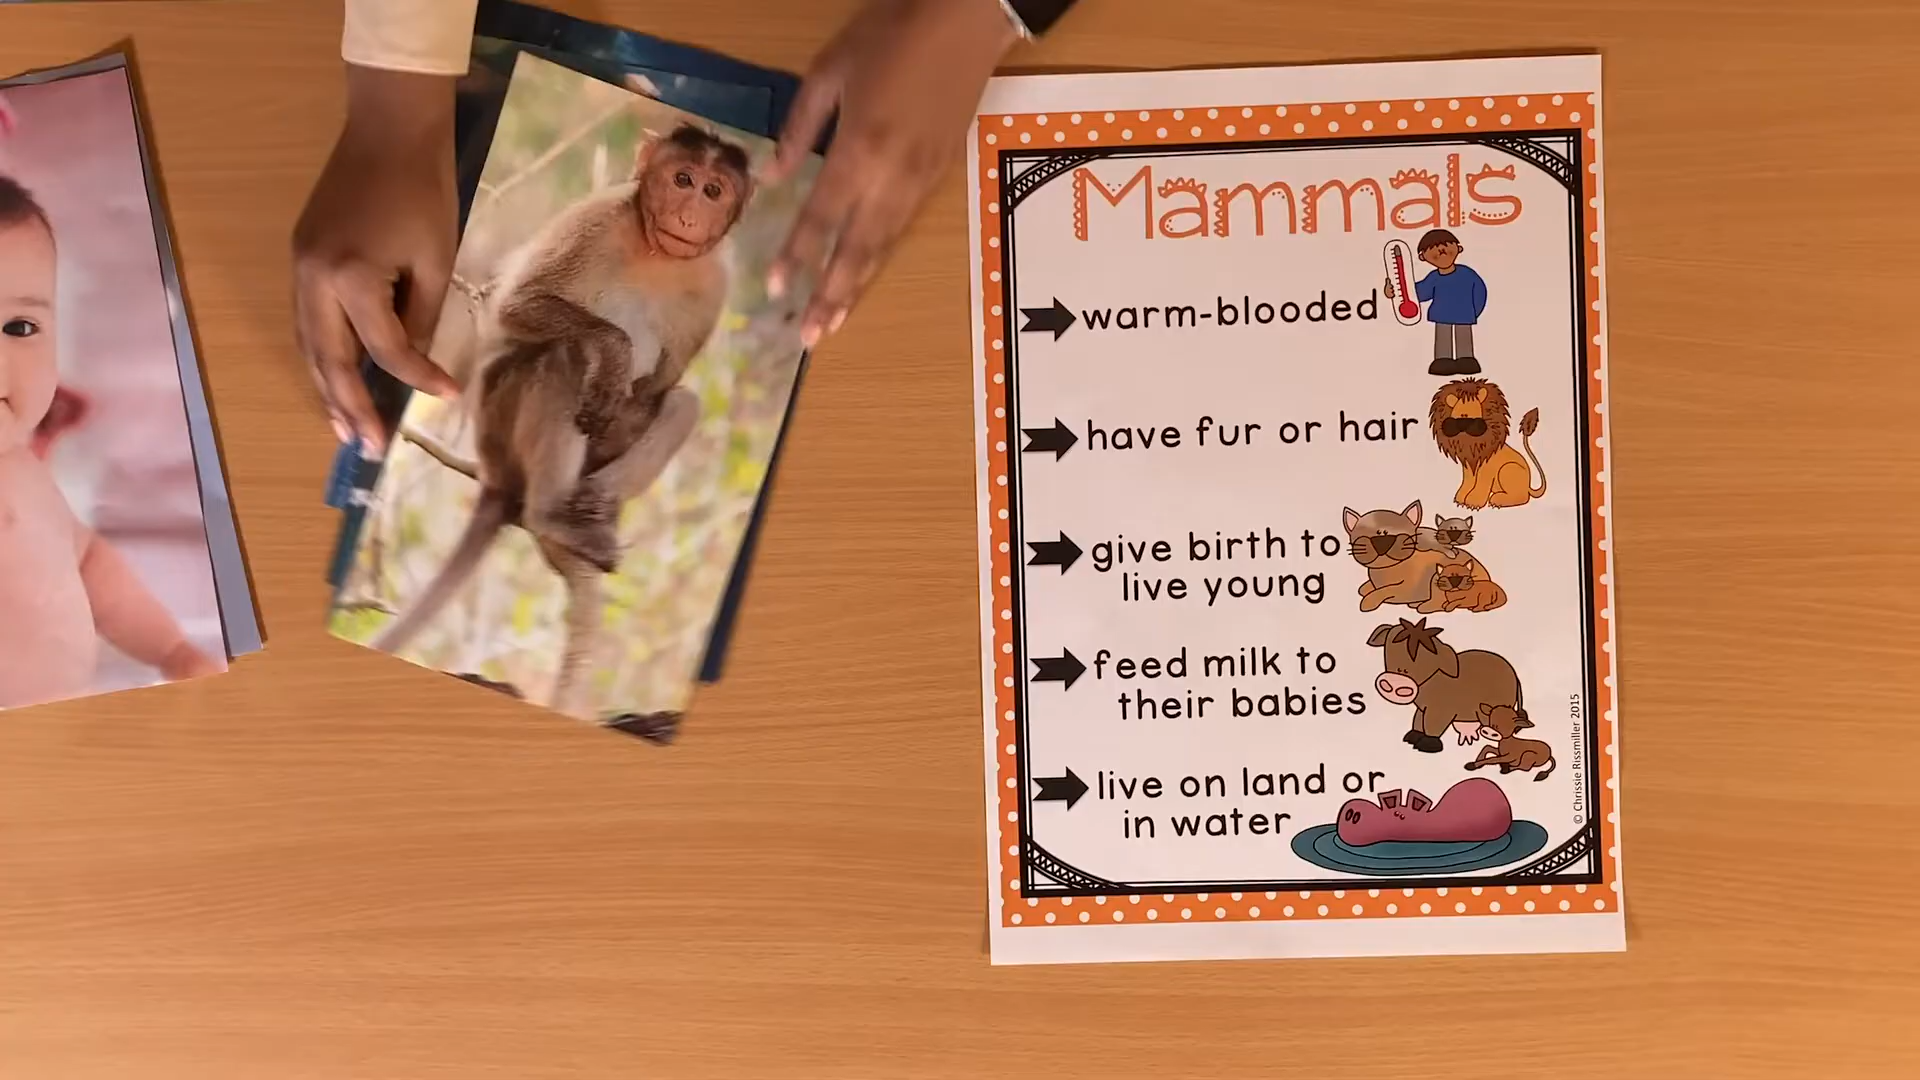 Mammals
warm-blooded
have fur or hair
give birth to
live young
feed milk to
their babies
live on land or
in water
© Chrissie Rissmiller 2015